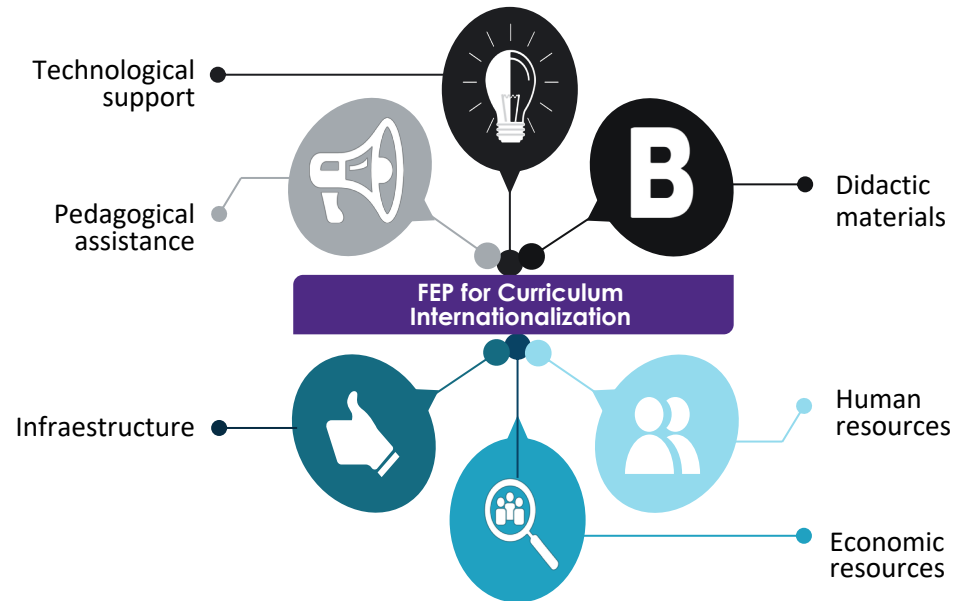 Technological
support
B
Pedagogical
assistance
Didactic
materials
FEP for Curriculum
Internationalization
Infraestructure
Human
resources
Economic
resources